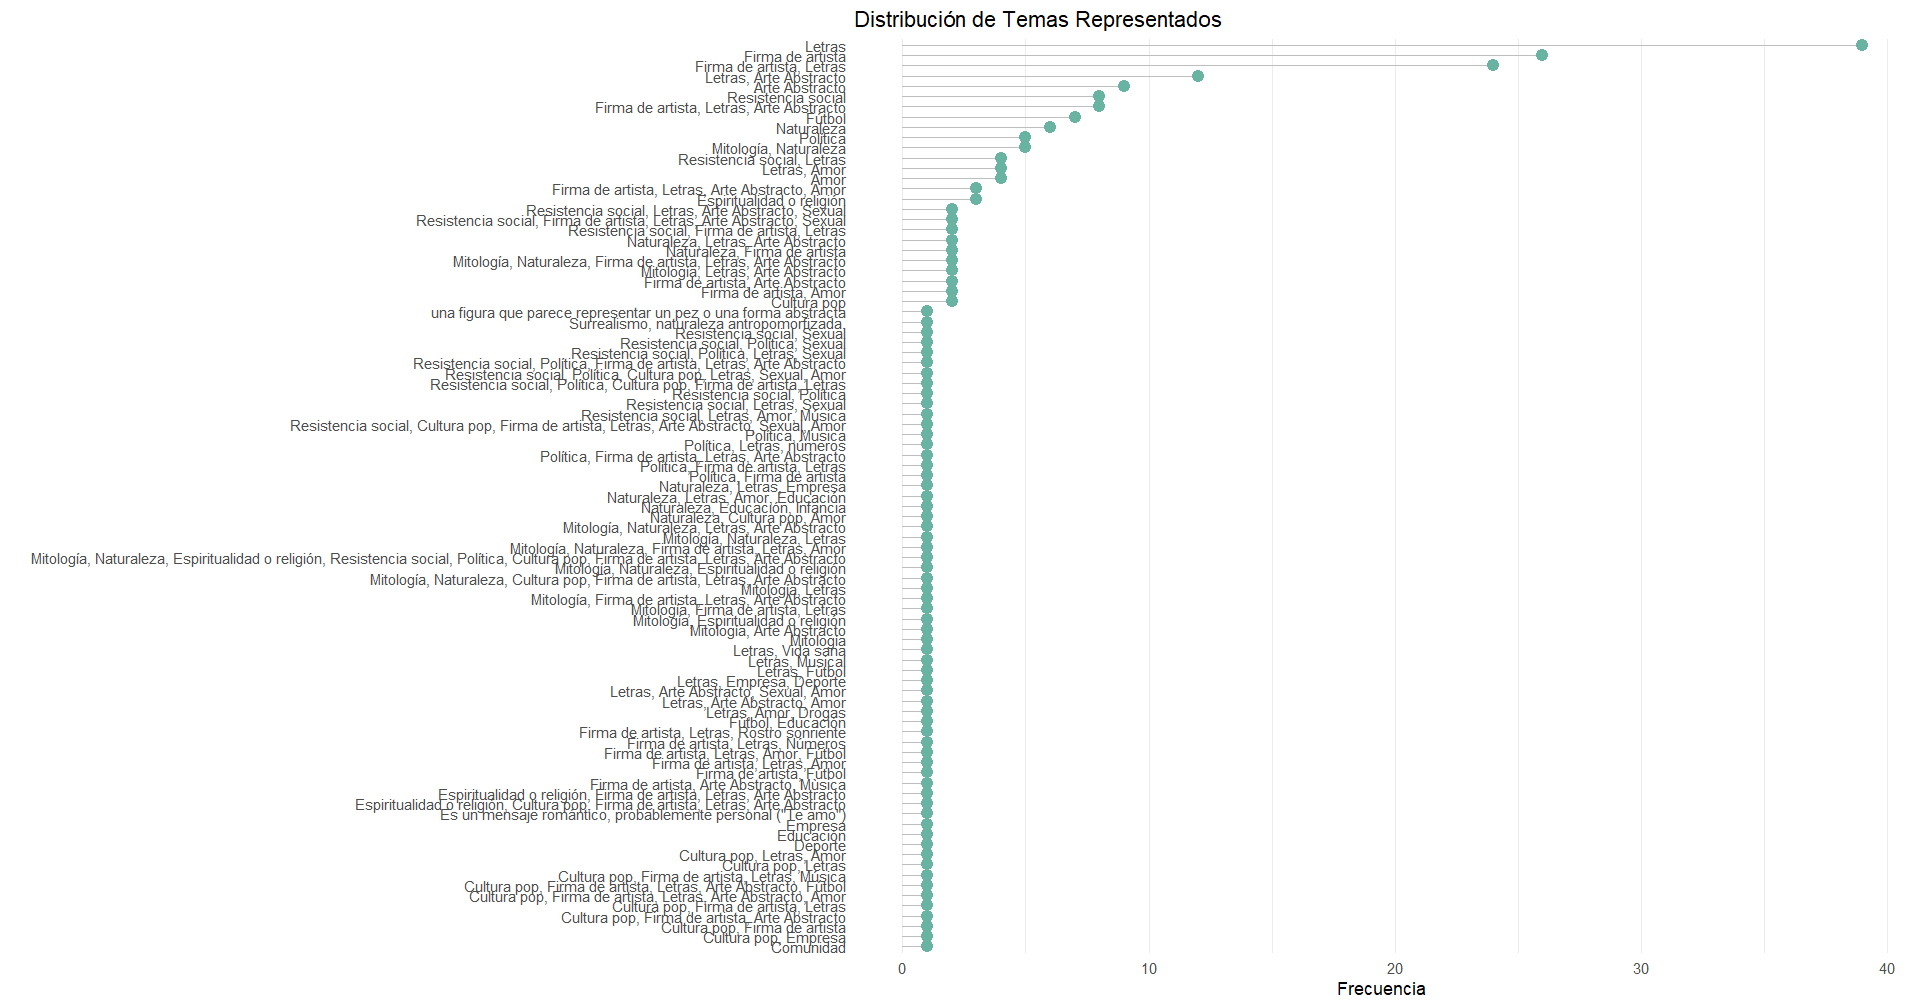 Distribución de Temas Representados
Letras
Firma de artista
Firma de artista, Letras
Letras, Arte Abstracto
Arte Abstracto
Resistencia social
Firma de artista, Letras, Arte Abstracto
Fútbol
Naturaleza
Política
Mitología, Naturaleza
Resistencia social, Letras
Letras, Amor
Amor
Firma de artista, Letras, Arte Abstracto, Amor
Espiritualidad o religión
Resistencia social, Letras, Arte Abstracto, Sexual
Resistencia social, Firma de artista, Letras, Arte Abstracto, Sexual
Resistencia social, Firma de artista, Letras
Naturaleza, Letras, Arte Abstracto
Naturaleza, Firma de artista
Mitología, Naturaleza, Firma de artista, Letras, Arte Abstracto
Mitología, Letras, Arte Abstracto
Firma de artista, Arte Abstracto
Firma de artista, Amor
Cultura pop
una figura que parece representar un pez o una forma abstracta
Surrealismo, naturaleza antropomorfizada.
Resistencia social, Sexual
Resistencia social, Política, Sexual
Resistencia social, Política, Letras, Sexual
Resistencia social, Política, Firma de artista, Letras, Arte Abstracto
Resistencia social, Política, Cultura pop, Letras, Sexual, Amor
Resistencia social, Política, Cultura pop, Firma de artista, Letras
Resistencia social, Política
Resistencia social, Letras, Sexual
Resistencia social, Letras, Amor, Música
Resistencia social, Cultura pop, Firma de artista, Letras, Arte Abstracto, Sexual, Amor
Política, Musica
Política, Letras, números
Política, Firma de artista, Letras, Arte Abstracto
Política, Firma de artista, Letras
Política, Firma de artista
Naturaleza, Letras, Empresa
Naturaleza, Letras, Amor, Educación
Naturaleza, Educación, Infancia
Naturaleza, Cultura pop, Amor
Mitología, Naturaleza, Letras, Arte Abstracto
Mitología, Naturaleza, Letras
Mitología, Naturaleza, Firma de artista, Letras, Amor
Mitología, Naturaleza, Espiritualidad o religión, Resistencia social, Política, Cultura pop, Firma de artista, Letras, Arte Abstracto
Mitología, Naturaleza, Espiritualidad o religión
Mitología, Naturaleza, Cultura pop, Firma de artista, Letras, Arte Abstracto
Mitología, Letras
Mitología, Firma de artista, Letras, Arte Abstracto
Mitología, Firma de artista, Letras
Mitología, Espiritualidad o religión
Mitología, Arte Abstracto
Mitología
Letras, Vida sana
Letras, Musical
Letras, Fútbol
Letras, Empresa, Deporte
Letras, Arte Abstracto, Sexual, Amor
Letras, Arte Abstracto, Amor
Letras, Amor, Drogas
Fútbol, Educación
Firma de artista, Letras, Rostro sonriente
Firma de artista, Letras, Números
Firma de artista, Letras, Amor, Fútbol
Firma de artista, Letras, Amor
Firma de artista, Fútbol
Firma de artista, Arte Abstracto, Música
Espiritualidad o religión, Firma de artista, Letras, Arte Abstracto
Espiritualidad o religión, Cultura pop, Firma de artista, Letras, Arte Abstracto
Es un mensaje romántico, probablemente personal ("Te amo")
Empresa
Educación
Deporte
Cultura pop, Letras, Amor
Cultura pop, Letras
Cultura pop, Firma de artista, Letras, Música
Cultura pop, Firma de artista, Letras, Arte Abstracto, Fútbol
Cultura pop, Firma de artista, Letras, Arte Abstracto, Amor
Cultura pop, Firma de artista, Letras
Cultura pop, Firma de artista, Arte Abstracto
Cultura pop, Firma de artista
Cultura pop, Empresa
Comunidad
0 10 20 30 40
Frecuencia